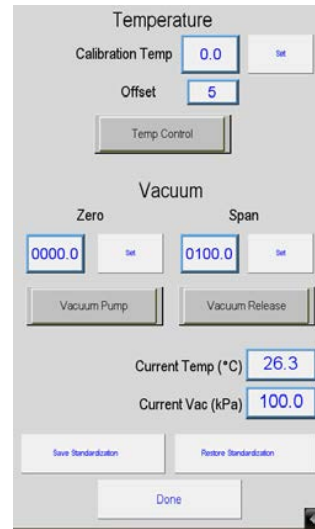 Temperature
Calibration Temp 0.0 Set
Offset 5
Temp Control
Vacuum
Zero Span
0000.0 Set 0100.0 Set
Vacuum Pump Vacuum Release
Current Temp (°C) 26.3
Current Vac (kPa) 100.0
Save Standardization Restore Standardization
Done